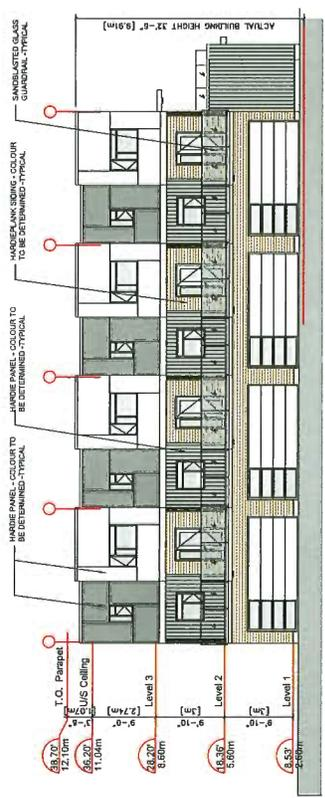 HARDIE PANEL - COLOUR TO
BE DETERMINED -TYPICAL
HARDIE PANEL - COLOUR TO
BE DETERMINED -TYPICAL
HARDIEPLANK SIDING - COLOUR
TO BE DETERMINED -TYPICAL
SANDBLASTED GLASS
GUARDRAIL -TYPICAL
ACTUAL BUILDING HEIGHT 32'-6" [9.91m]
38.70'
12.10m
T.O. Parapet
36.20'
11.04m
U/S Ceiling
3'-6"
9'-0"
[2.74m]
28.20'
8.60m
Level 3
9'-10"
[3m]
18.36'
5.60m
Level 2
9'-10"
[3m]
8.53'
2.60m
Level 1